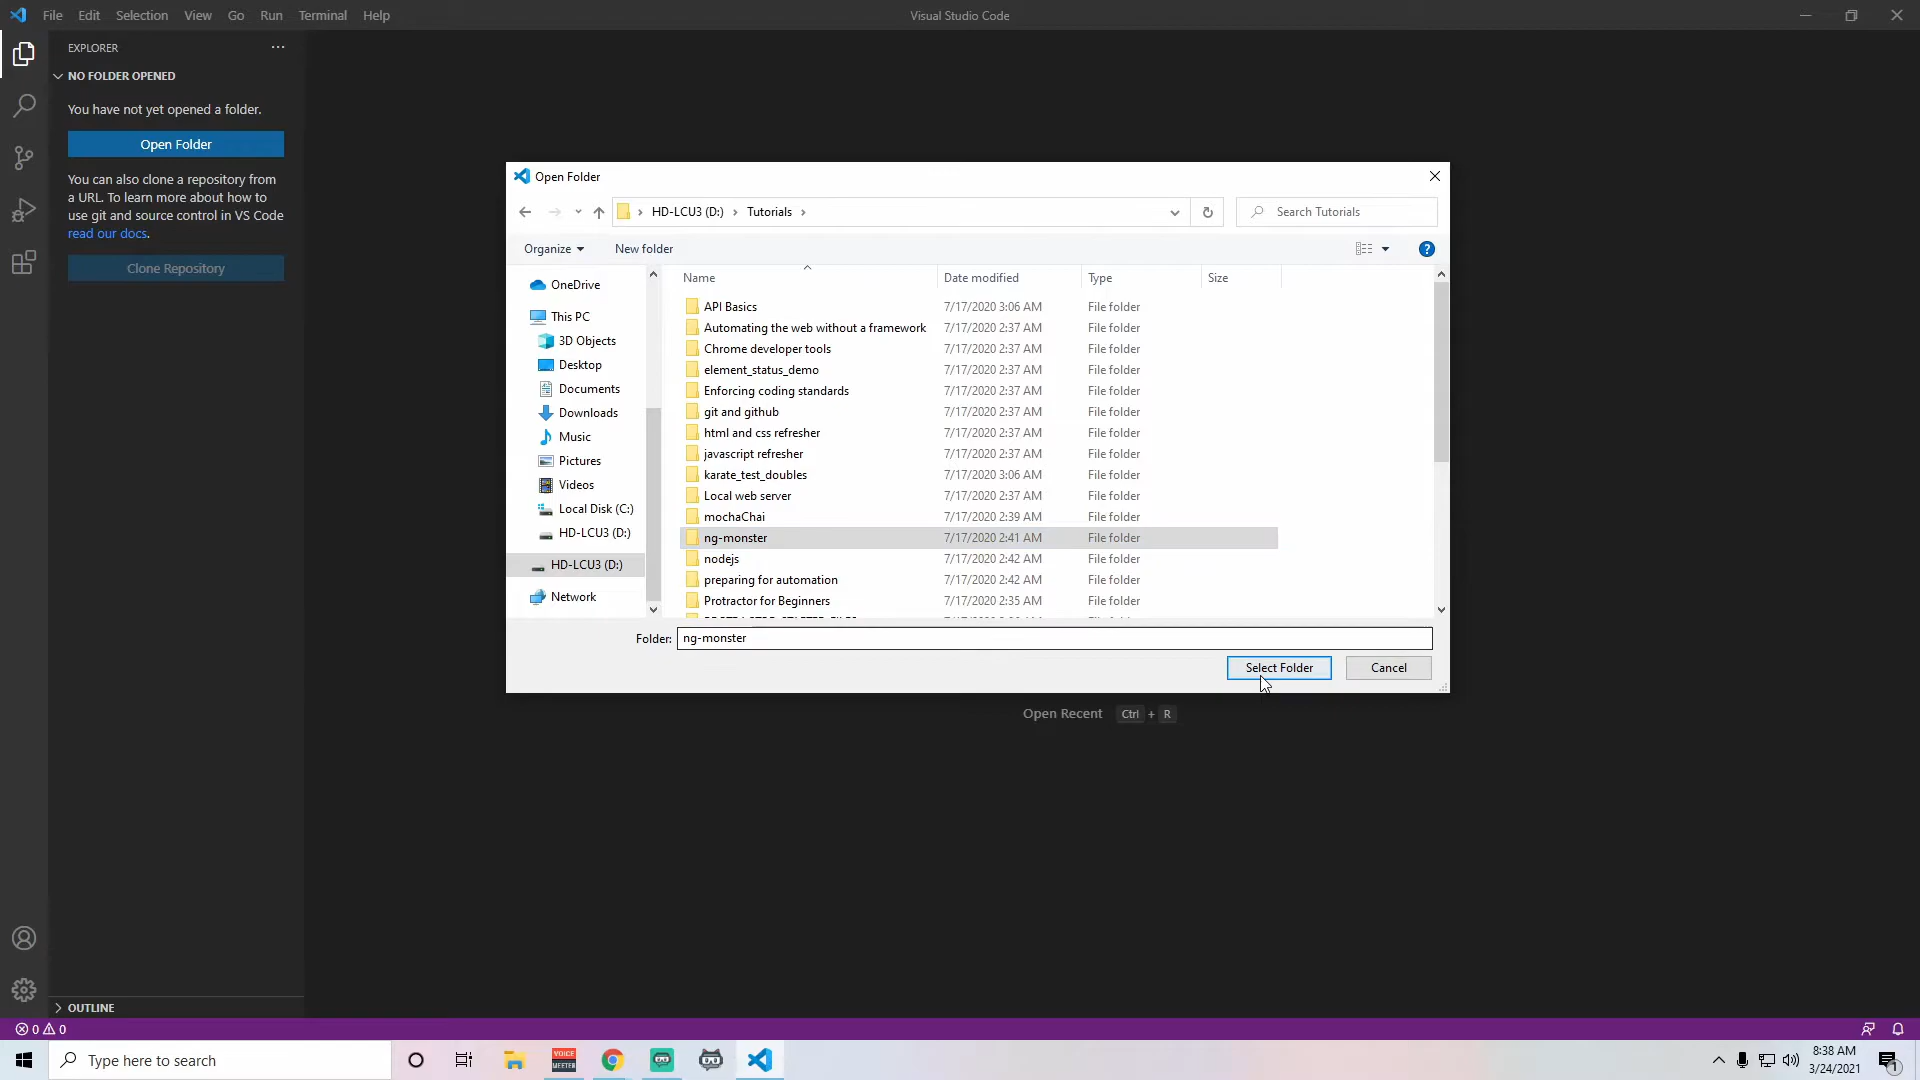 File Edit Selection View Go Run Terminal Help
Visual Studio Code
EXPLORER
NO FOLDER OPENED
You have not yet opened a folder.
Open Folder
You can also clone a repository from
a URL. To learn more about how to
use git and source control in VS Code
read our docs.
Clone Repository
OUTLINE
Open Folder
HD-LCU3 (D:) Tutorials
Search Tutorials
Organize New folder
OneDrive
This PC
3D Objects
Desktop
Documents
Downloads
Music
Pictures
Videos
Local Disk (C:)
HD-LCU3 (D:)
HD-LCU3 (D:)
Network
Name Date modified Type Size
API Basics 7/17/2020 3:06 AM File folder
Automating the web without a framework 7/17/2020 2:37 AM File folder
Chrome developer tools 7/17/2020 2:37 AM File folder
element_status_demo 7/17/2020 2:37 AM File folder
Enforcing coding standards 7/17/2020 2:37 AM File folder
git and github 7/17/2020 2:37 AM File folder
html and css refresher 7/17/2020 2:37 AM File folder
javascript refresher 7/17/2020 2:37 AM File folder
karate_test_doubles 7/17/2020 3:06 AM File folder
Local web server 7/17/2020 2:37 AM File folder
mochaChai 7/17/2020 2:39 AM File folder
ng-monster 7/17/2020 2:41 AM File folder
nodejs 7/17/2020 2:42 AM File folder
preparing for automation 7/17/2020 2:42 AM File folder
Protractor for Beginners 7/17/2020 2:35 AM File folder
Folder: ng-monster
Select Folder Cancel
Open Recent Ctrl + R
0 0
Type here to search
VOICE
MEETER
8:38 AM
3/24/2021
1